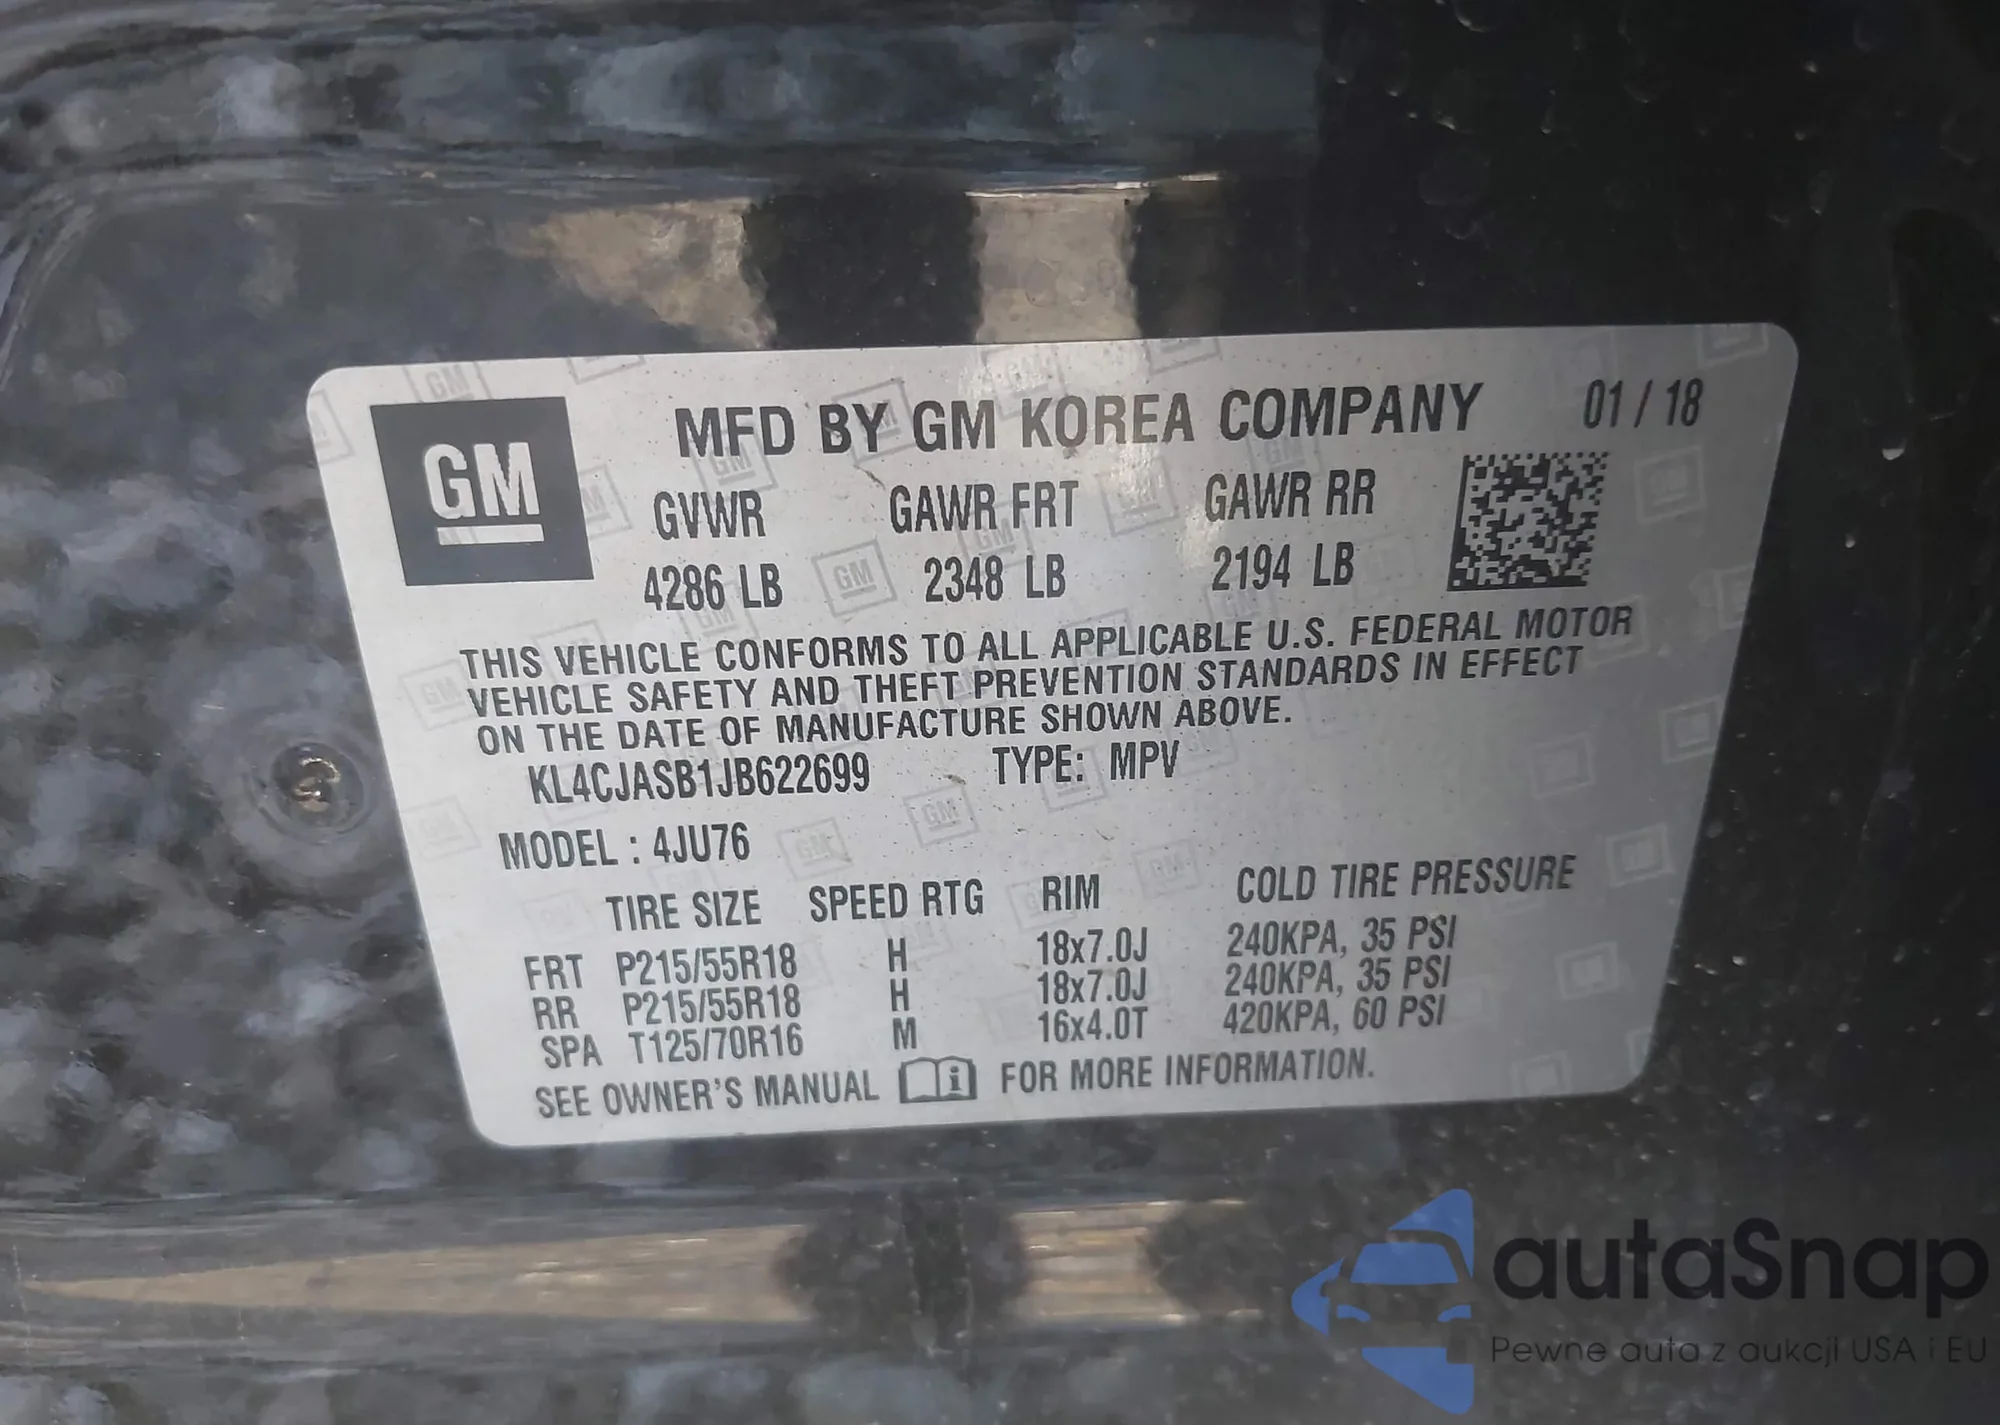 GM
MFD BY GM KOREA COMPANY 01 / 18
GVWR GAWR FRT GAWR RR
4286 LB 2348 LB 2194 LB
THIS VEHICLE CONFORMS TO ALL APPLICABLE U.S. FEDERAL MOTOR
VEHICLE SAFETY AND THEFT PREVENTION STANDARDS IN EFFECT
ON THE DATE OF MANUFACTURE SHOWN ABOVE.
KL4CJASB1JB622699 TYPE: MPV
MODEL : 4JU76
TIRE SIZE SPEED RTG RIM COLD TIRE PRESSURE
FRT P215/55R18 H 18x7.0J 240KPA, 35 PSI
RR P215/55R18 H 18x7.0J 240KPA, 35 PSI
SPA T125/70R16 M 16x4.0T 420KPA, 60 PSI
SEE OWNER'S MANUAL i FOR MORE INFORMATION.
autaSnap
Pewne auta z aukcji USA i EU